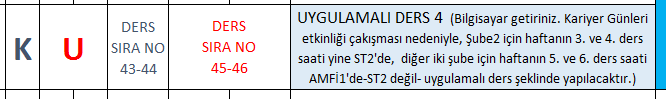 K
U
DERS
SIRA NO
43-44
DERS
SIRA NO
45-46
UYGULAMALI DERS 4 (Bilgisayar getiriniz. Kariyer Günleri
etkinliği çakışması nedeniyle, Şube2 için haftanın 3. ve 4. ders
saati yine ST2'de, diğer iki şube için haftanın 5. ve 6. ders saati
AMFİ1'de-ST2 değil- uygulamalı ders şeklinde yapılacaktır.)